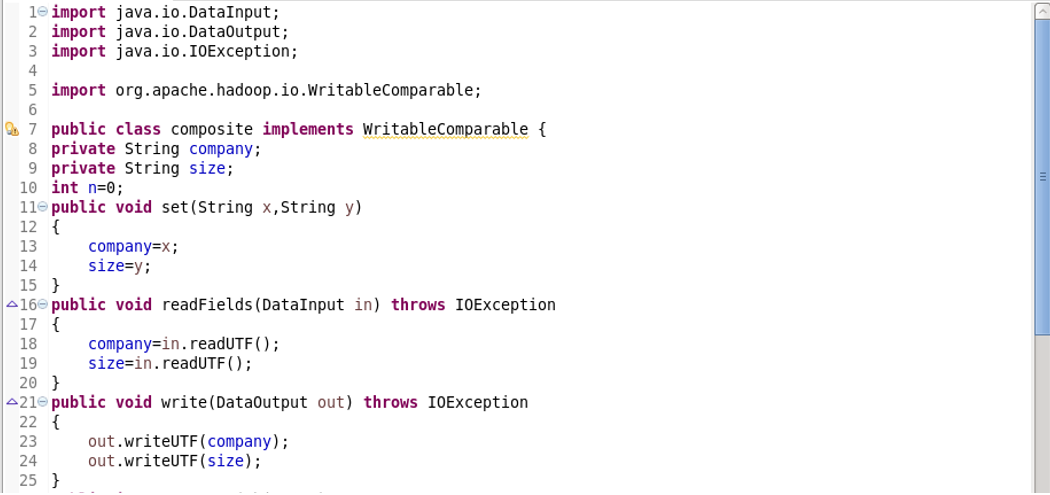 1 import java.io.DataInput;
2 import java.io.DataOutput;
3 import java.io.IOException;
4
5 import org.apache.hadoop.io.WritableComparable;
6
7 public class composite implements WritableComparable {
8 private String company;
9 private String size;
10 int n=0;
11 public void set(String x,String y)
12 {
13     company=x;
14     size=y;
15 }
16 public void readFields(DataInput in) throws IOException
17 {
18     company=in.readUTF();
19     size=in.readUTF();
20 }
21 public void write(DataOutput out) throws IOException
22 {
23     out.writeUTF(company);
24     out.writeUTF(size);
25 }